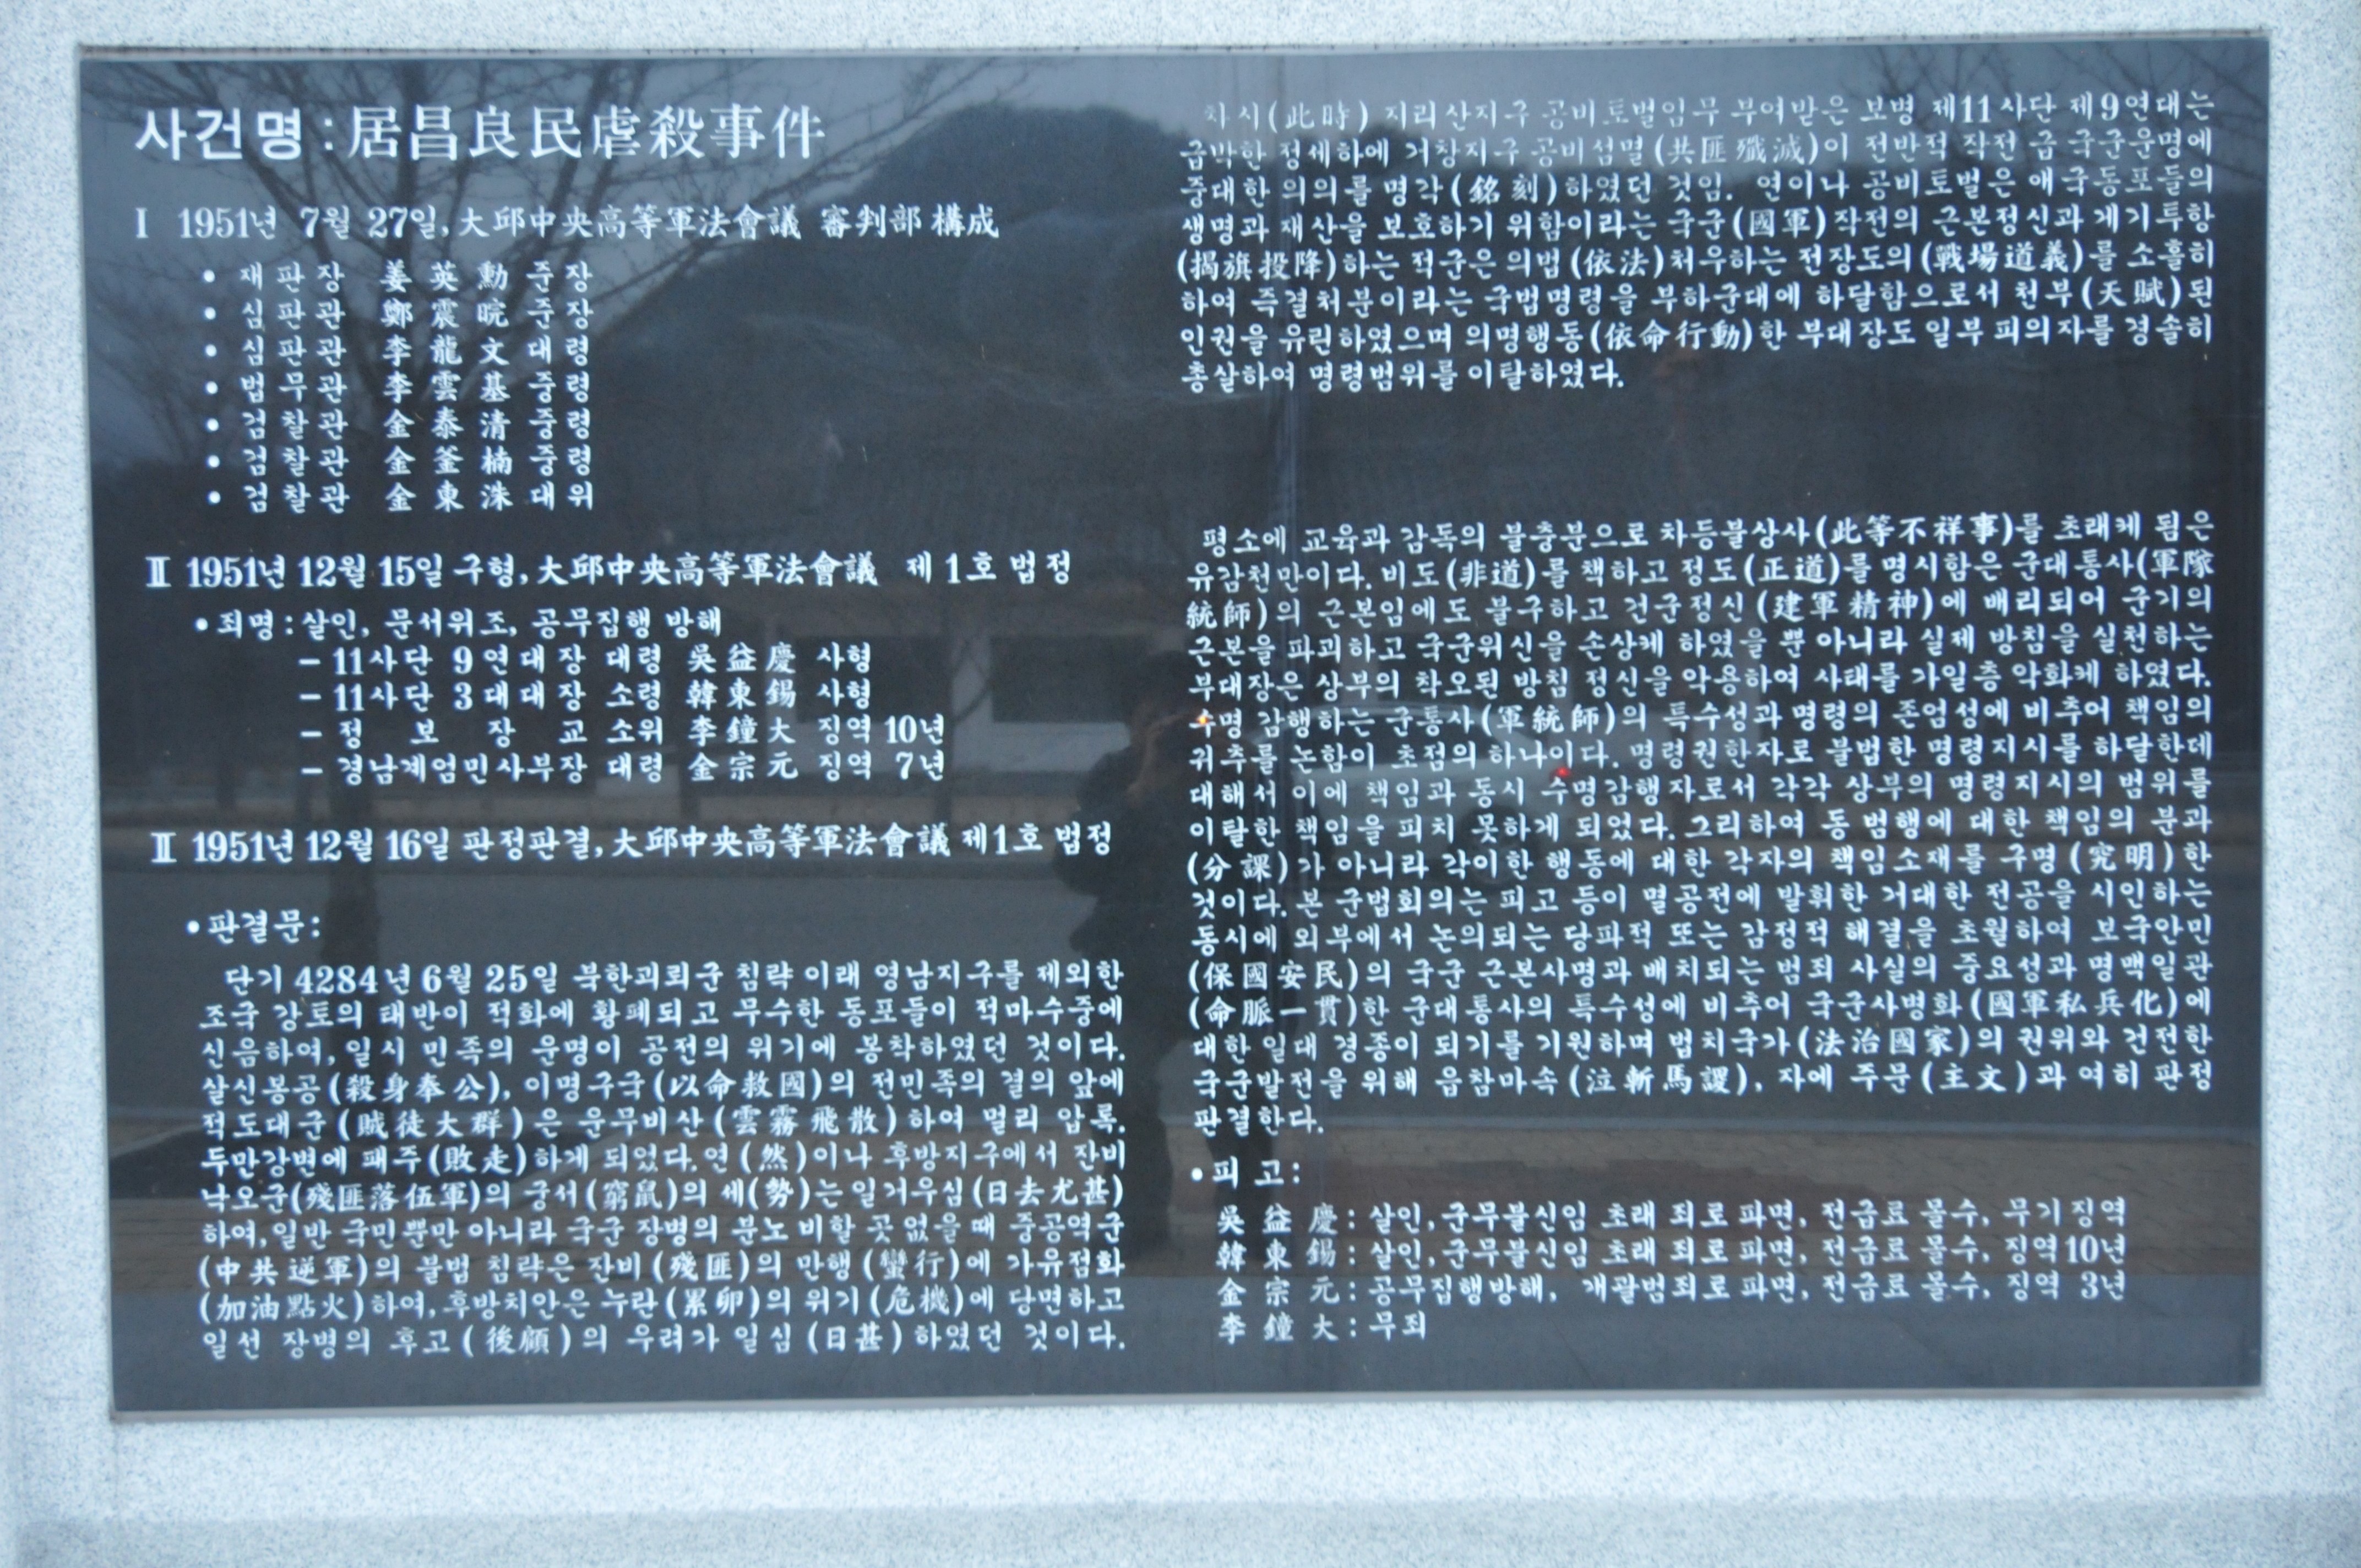 사건명 : 居昌良民虐殺事件
Ⅰ 1951년 7월 27일, 大邱中央高等軍法會議 審判部 構成
• 재판장 姜英勳 준장
• 심판관 鄭震晥 준장
• 심판관 李龍文 대령
• 법무관 李雲基 중령
• 검찰관 金泰淸 중령
• 검찰관 金釜楠 중령
• 검찰관 金東洙 대위
Ⅱ 1951년 12월 15일 구형, 大邱中央高等軍法會議 제1호 법정
• 죄명 : 살인, 문서위조, 공무집행 방해
– 11사단 9연대장 대령 吳益慶 사형
– 11사단 3대대장 소령 韓東錫 사형
– 정보장교 소위 李鐘大 징역 10년
– 경남계엄민사부장 대령 金宗元 징역 7년
Ⅱ 1951년 12월 16일 판정판결, 大邱中央高等軍法會議 제1호 법정
• 판결문 :
단기 4284년 6월 25일 북한괴뢰군 침략 이래 영남지구를 제외한
조국 강토의 태반이 적화에 황폐되고 무수한 동포들이 적마수중에
신음하여, 일시 민족의 운명이 공전의 위기에 봉착하였던 것이다.
살신봉공(殺身奉公), 이명구국(以命救國)의 전민족의 결의 앞에
적도대군(賊徒大群)은 운무비산(雲霧飛散)하여 멀리 압록.
두만강변에 패주(敗走)하게 되었다. 연(然)이나 후방지구에서 잔비
낙오군(殘匪落伍軍)의 궁서(窮鼠)의 세(勢)는 일거우심(日去尤甚)
하여, 일반 국민뿐만 아니라 국군 장병의 분노 비할 곳 없을 때 중공역군
(中共逆軍)의 불법 침략은 잔비(殘匪)의 만행(蠻行)에 가유점화
(加油點火)하여, 후방치안은 누란(累卵)의 위기(危機)에 당면하고
일선 장병의 후고(後顧)의 우려가 일심(日甚)하였던 것이다.
차시(此時) 지리산지구 공비토벌임무 부여받은 보병 제11사단 제9연대는
급박한 정세하에 거창지구 공비섬멸(共匪殲滅)이 전반적 작전 금 국군운명에
중대한 의의를 명각(銘刻)하였던 것임. 연이나 공비토벌은 애국동포들의
생명과 재산을 보호하기 위함이라는 국군(國軍)작전의 근본정신과 게기투항
(揭旗投降)하는 적군은 의법(依法)처우하는 전장도의(戰場道義)를 소홀히
하여 즉결처분이라는 국법명령을 부하군대에 하달함으로서 천부(天賦)된
인권을 유린하였으며 의명행동(依命行動)한 부대장도 일부 피의자를 경솔히
총살하여 명령범위를 이탈하였다.
평소에 교육과 감독의 불충분으로 차등불상사(此等不祥事)를 초래케 됨은
유감천만이다. 비도(非道)를 책하고 정도(正道)를 명시함은 군대통사(軍隊
統師)의 근본임에도 불구하고 건군정신(建軍精神)에 배리되어 군기의
근본을 파괴하고 국군위신을 손상케 하였을 뿐 아니라 실제 방침을 실천하는
부대장은 상부의 착오된 방침 정신을 악용하여 사태를 가일층 악화케 하였다.
수명 감행하는 군통사(軍統師)의 특수성과 명령의 존엄성에 비추어 책임의
귀추를 논함이 초점의 하나이다. 명령권한자로 불법한 명령지시를 하달한데
대해서 이에 책임과 동시 수명감행자로서 각각 상부의 명령지시의 범위를
이탈한 책임을 피치 못하게 되었다. 그리하여 동 범행에 대한 책임의 분과
(分課)가 아니라 각이한 행동에 대한 각자의 책임소재를 구명(究明)한
것이다. 본 군법회의는 피고 등이 멸공전에 발휘한 거대한 전공을 시인하는
동시에 외부에서 논의되는 당파적 또는 감정적 해결을 초월하여 보국안민
(保國安民)의 국군 근본사명과 배치되는 범죄 사실의 중요성과 명맥일관
(命脈一貫)한 군대통사의 특수성에 비추어 국군사병화(國軍私兵化)에
대한 일대 경종이 되기를 기원하며 법치국가(法治國家)의 권위와 건전한
국군발전을 위해 읍참마속(泣斬馬謖), 자에 주문(主文)과 여히 판정
판결한다.
• 피고 :
吳益慶 : 살인, 군무불신임 초래 죄로 파면, 전급료 몰수, 무기징역
韓東錫 : 살인, 군무불신임 초래 죄로 파면, 전급료 몰수, 징역 10년
金宗元 : 공무집행방해, 개괄범죄로 파면, 전급료 몰수, 징역 3년
李鐘大 : 무죄